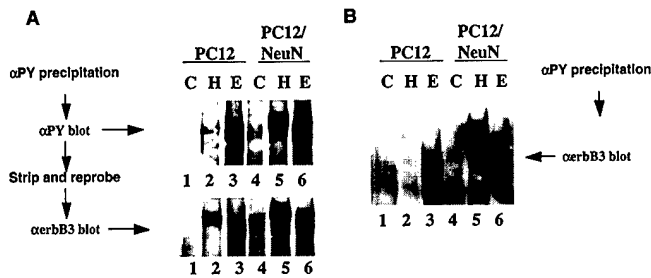 A
αPY precipitation
αPY blot
Strip and reprobe
αerbB3 blot
PC12
PC12/
NeuN
C H E C H E
1 2 3 4 5 6
1 2 3 4 5 6
B
PC12
PC12/
NeuN
C H E C H E
1 2 3 4 5 6
αPY precipitation
αerbB3 blot